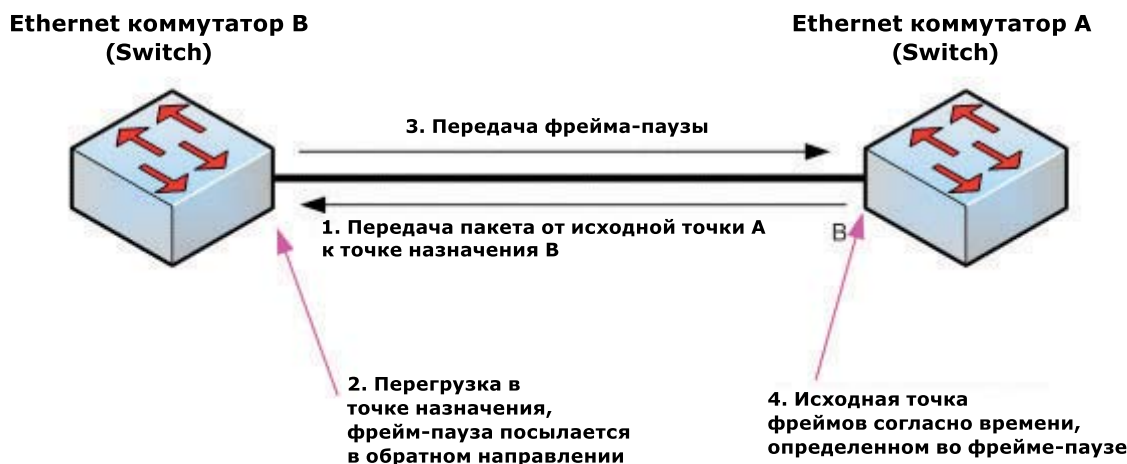 Ethernet коммутатор B
(Switch)
Ethernet коммутатор A
(Switch)
3. Передача фрейма-паузы
1. Передача пакета от исходной точки A
к точке назначения B
B
2. Перегрузка в
точке назначения,
фрейм-пауза посылается
в обратном направлении
4. Исходная точка
фреймов согласно времени,
определенном во фрейме-паузе